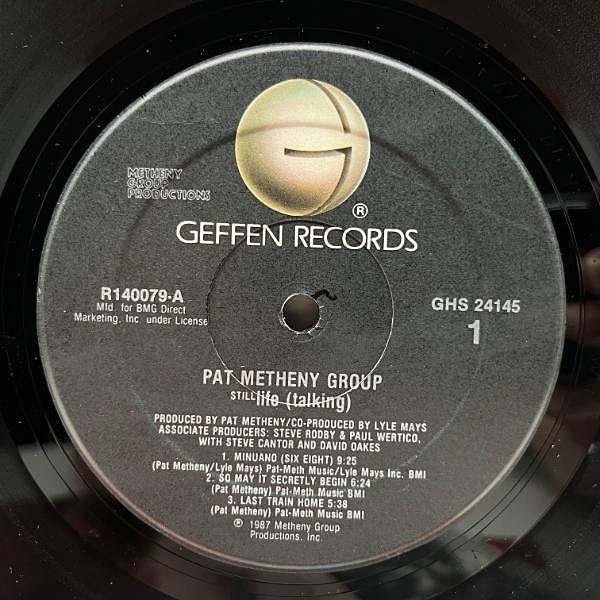 METHENY
GROUP
PRODUCTIONS
G
®
GEFFEN RECORDS
R140079-A
Mfd. for BMG Direct
Marketing, Inc. under License
GHS 24145
1
PAT METHENY GROUP
STILL life (talking)
PRODUCED BY PAT METHENY/CO-PRODUCED BY LYLE MAYS
ASSOCIATE PRODUCERS: STEVE RODBY & PAUL WERTICO,
WITH STEVE CANTOR AND DAVID OAKES
1. MINUANO (SIX EIGHT) 9:25
(Pat Metheny/Lyle Mays) Pat-Meth Music/Lyle Mays Inc. BMI
2. SO MAY IT SECRETLY BEGIN 6:24
(Pat Metheny) Pat-Meth Music BMI
3. LAST TRAIN HOME 5:38
(Pat Metheny) Pat-Meth Music BMI
℗ 1987 Metheny Group
Productions, Inc.